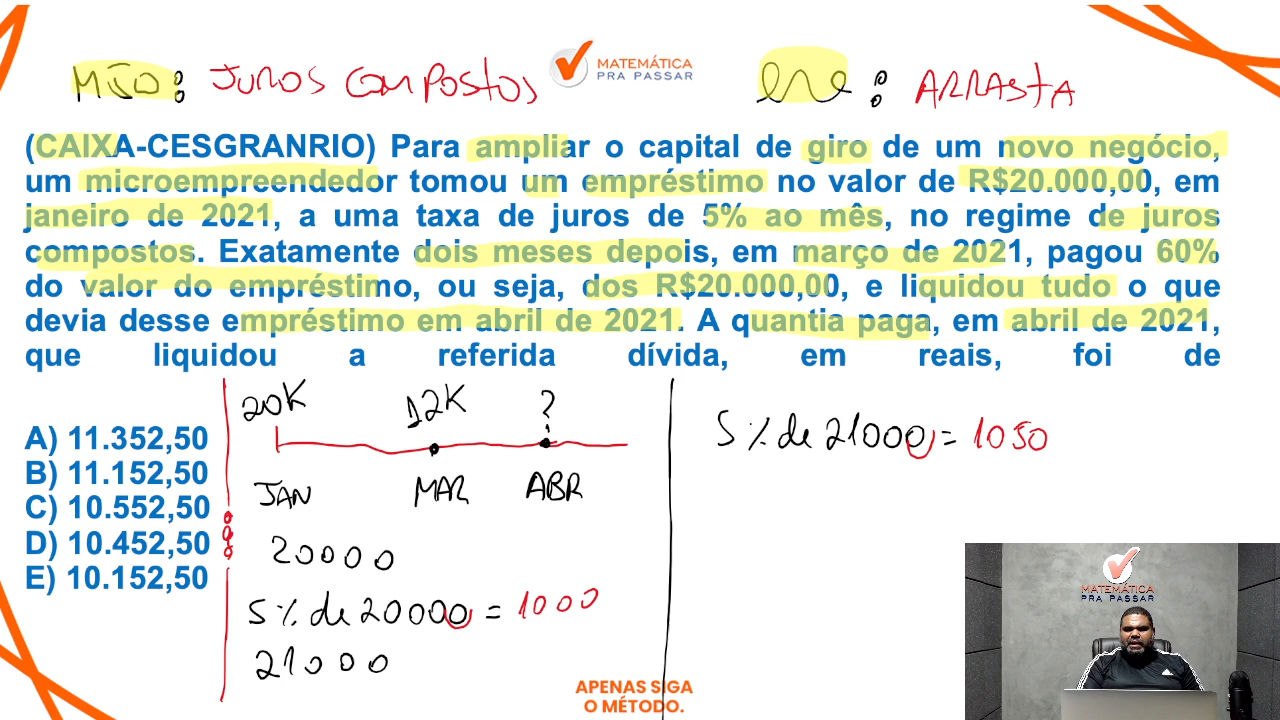 MJO: JUROS COMPOSTOS
MATEMÁTICA
PRA PASSAR
: ARRASTA
(CAIXA-CESGRANRIO) Para ampliar o capital de giro de um novo negócio,
um microempreendedor tomou um empréstimo no valor de R$20.000,00, em
janeiro de 2021, a uma taxa de juros de 5% ao mês, no regime de juros
compostos. Exatamente dois meses depois, em março de 2021, pagou 60%
do valor do empréstimo, ou seja, dos R$20.000,00, e liquidou tudo o que
devia desse empréstimo em abril de 2021. A quantia paga, em abril de 2021,
que liquidou a referida dívida, em reais, foi de
A) 11.352,50
B) 11.152,50
C) 10.552,50
D) 10.452,50
E) 10.152,50
20K 12K ?
JAN MAR ABR
20000
5% de 20000 = 1000
21000
5% de 21000 = 1050
MATEMÁTICA
PRA PASSAR
APENAS SIGA
O MÉTODO.